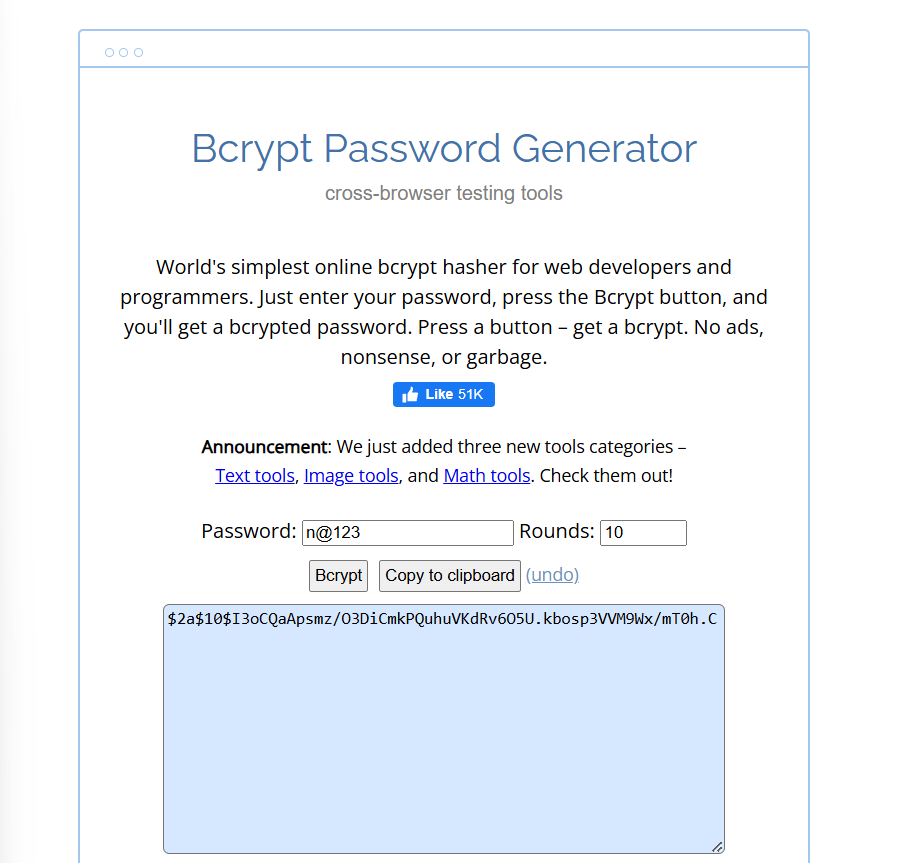 Bcrypt Password Generator
cross-browser testing tools
World's simplest online bcrypt hasher for web developers and
programmers. Just enter your password, press the Bcrypt button, and
you'll get a bcrypted password. Press a button – get a bcrypt. No ads,
nonsense, or garbage.
Like 51K
Announcement: We just added three new tools categories –
Text tools, Image tools, and Math tools. Check them out!
Password: n@123 Rounds: 10
Bcrypt Copy to clipboard (undo)
$2a$10$I3oCQaApsmz/O3DiCmkPQuhuVKdRv6O5U.kbosp3VVM9Wx/mT0h.C